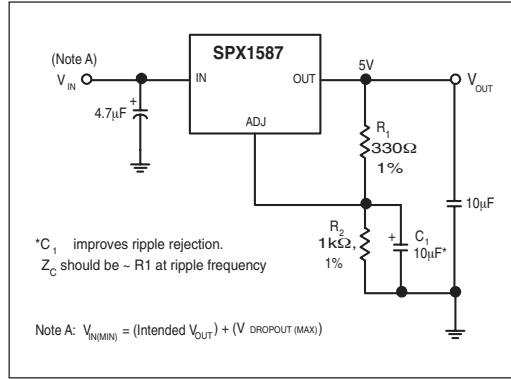 (Note A)
V IN
4.7µF
+
SPX1587
IN
OUT
ADJ
5V
VOUT
R1
330Ω
1%
R2
1kΩ,
1%
+
C1
10µF*
10µF
*C1 improves ripple rejection.
ZC should be ~ R1 at ripple frequency
Note A: VIN(MIN) = (Intended VOUT) + (V DROPOUT (MAX))